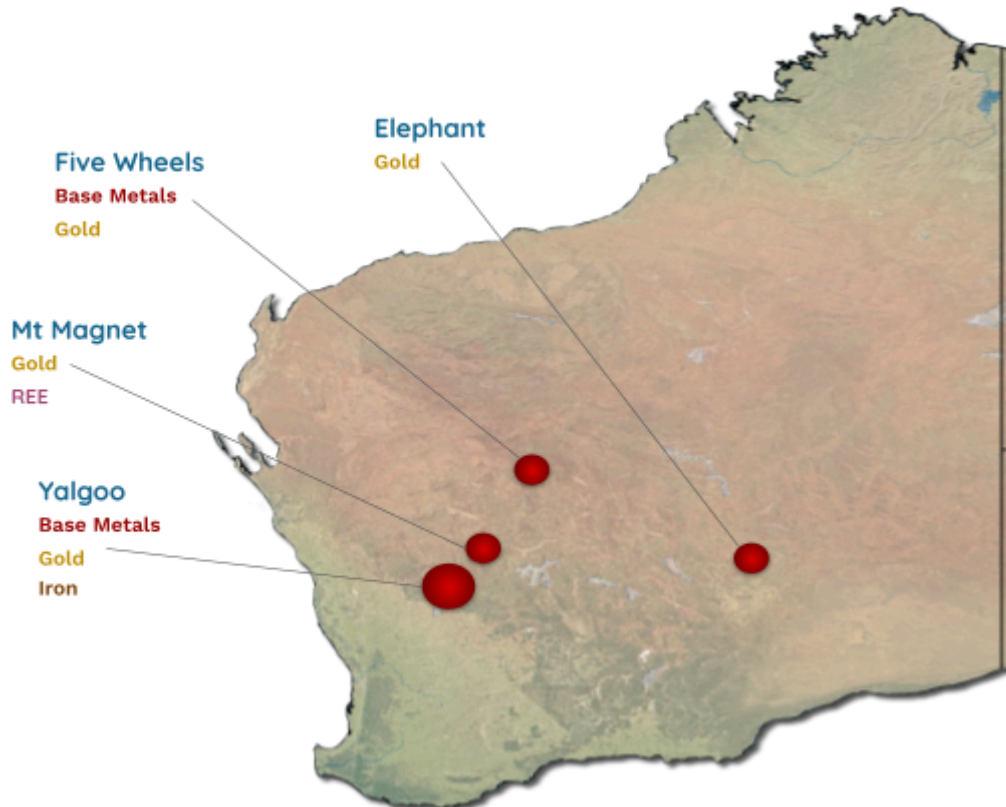 Elephant
Gold
Five Wheels
Base Metals
Gold
Mt Magnet
Gold
REE
Yalgoo
Base Metals
Gold
Iron